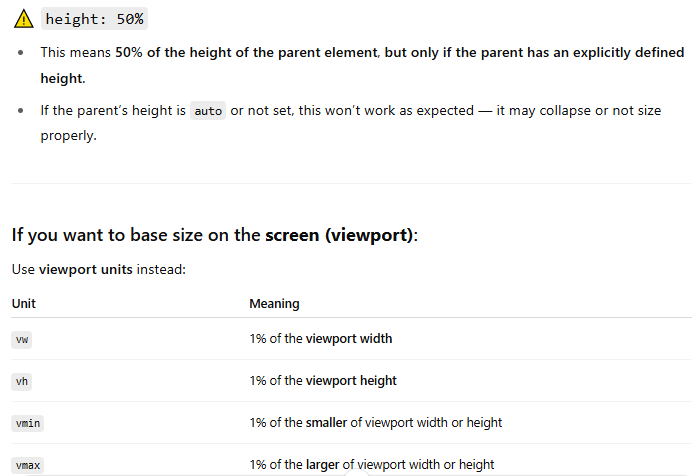 height: 50%
This means 50% of the height of the parent element, but only if the parent has an explicitly defined
height.
If the parent’s height is auto or not set, this won’t work as expected — it may collapse or not size
properly.
If you want to base size on the screen (viewport):
Use viewport units instead:
Unit Meaning
vw 1% of the viewport width
vh 1% of the viewport height
vmin 1% of the smaller of viewport width or height
vmax 1% of the larger of viewport width or height